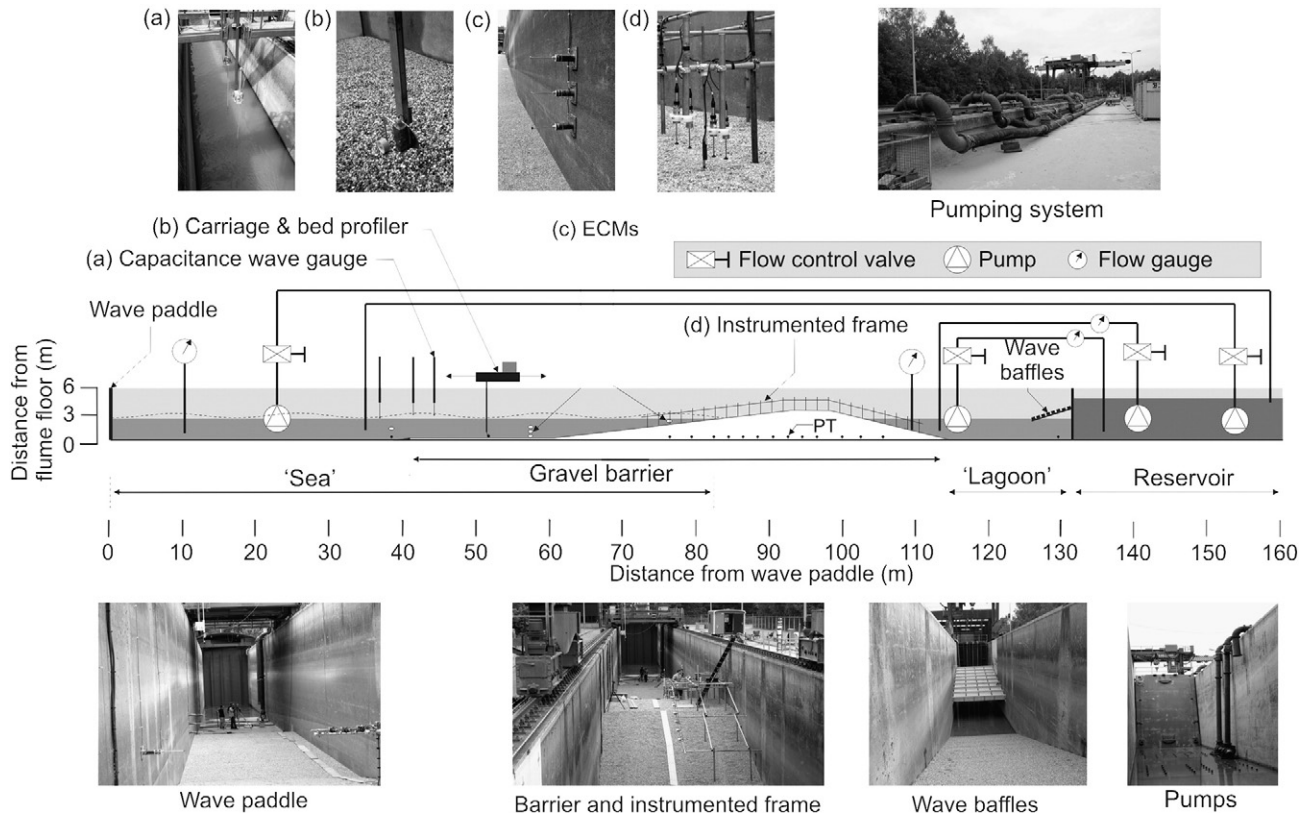 (a)
(b)
(c)
(d)
Pumping system
(b) Carriage & bed profiler
(c) ECMs
(a) Capacitance wave gauge
Flow control valve
Pump
Flow gauge
Wave paddle
(d) Instrumented frame
Wave
baffles
Distance from
flume floor (m)
6
3
0
PT
'Sea'
Gravel barrier
'Lagoon'
Reservoir
0 10 20 30 40 50 60 70 80 90 100 110 120 130 140 150 160
Distance from wave paddle (m)
Wave paddle
Barrier and instrumented frame
Wave baffles
Pumps